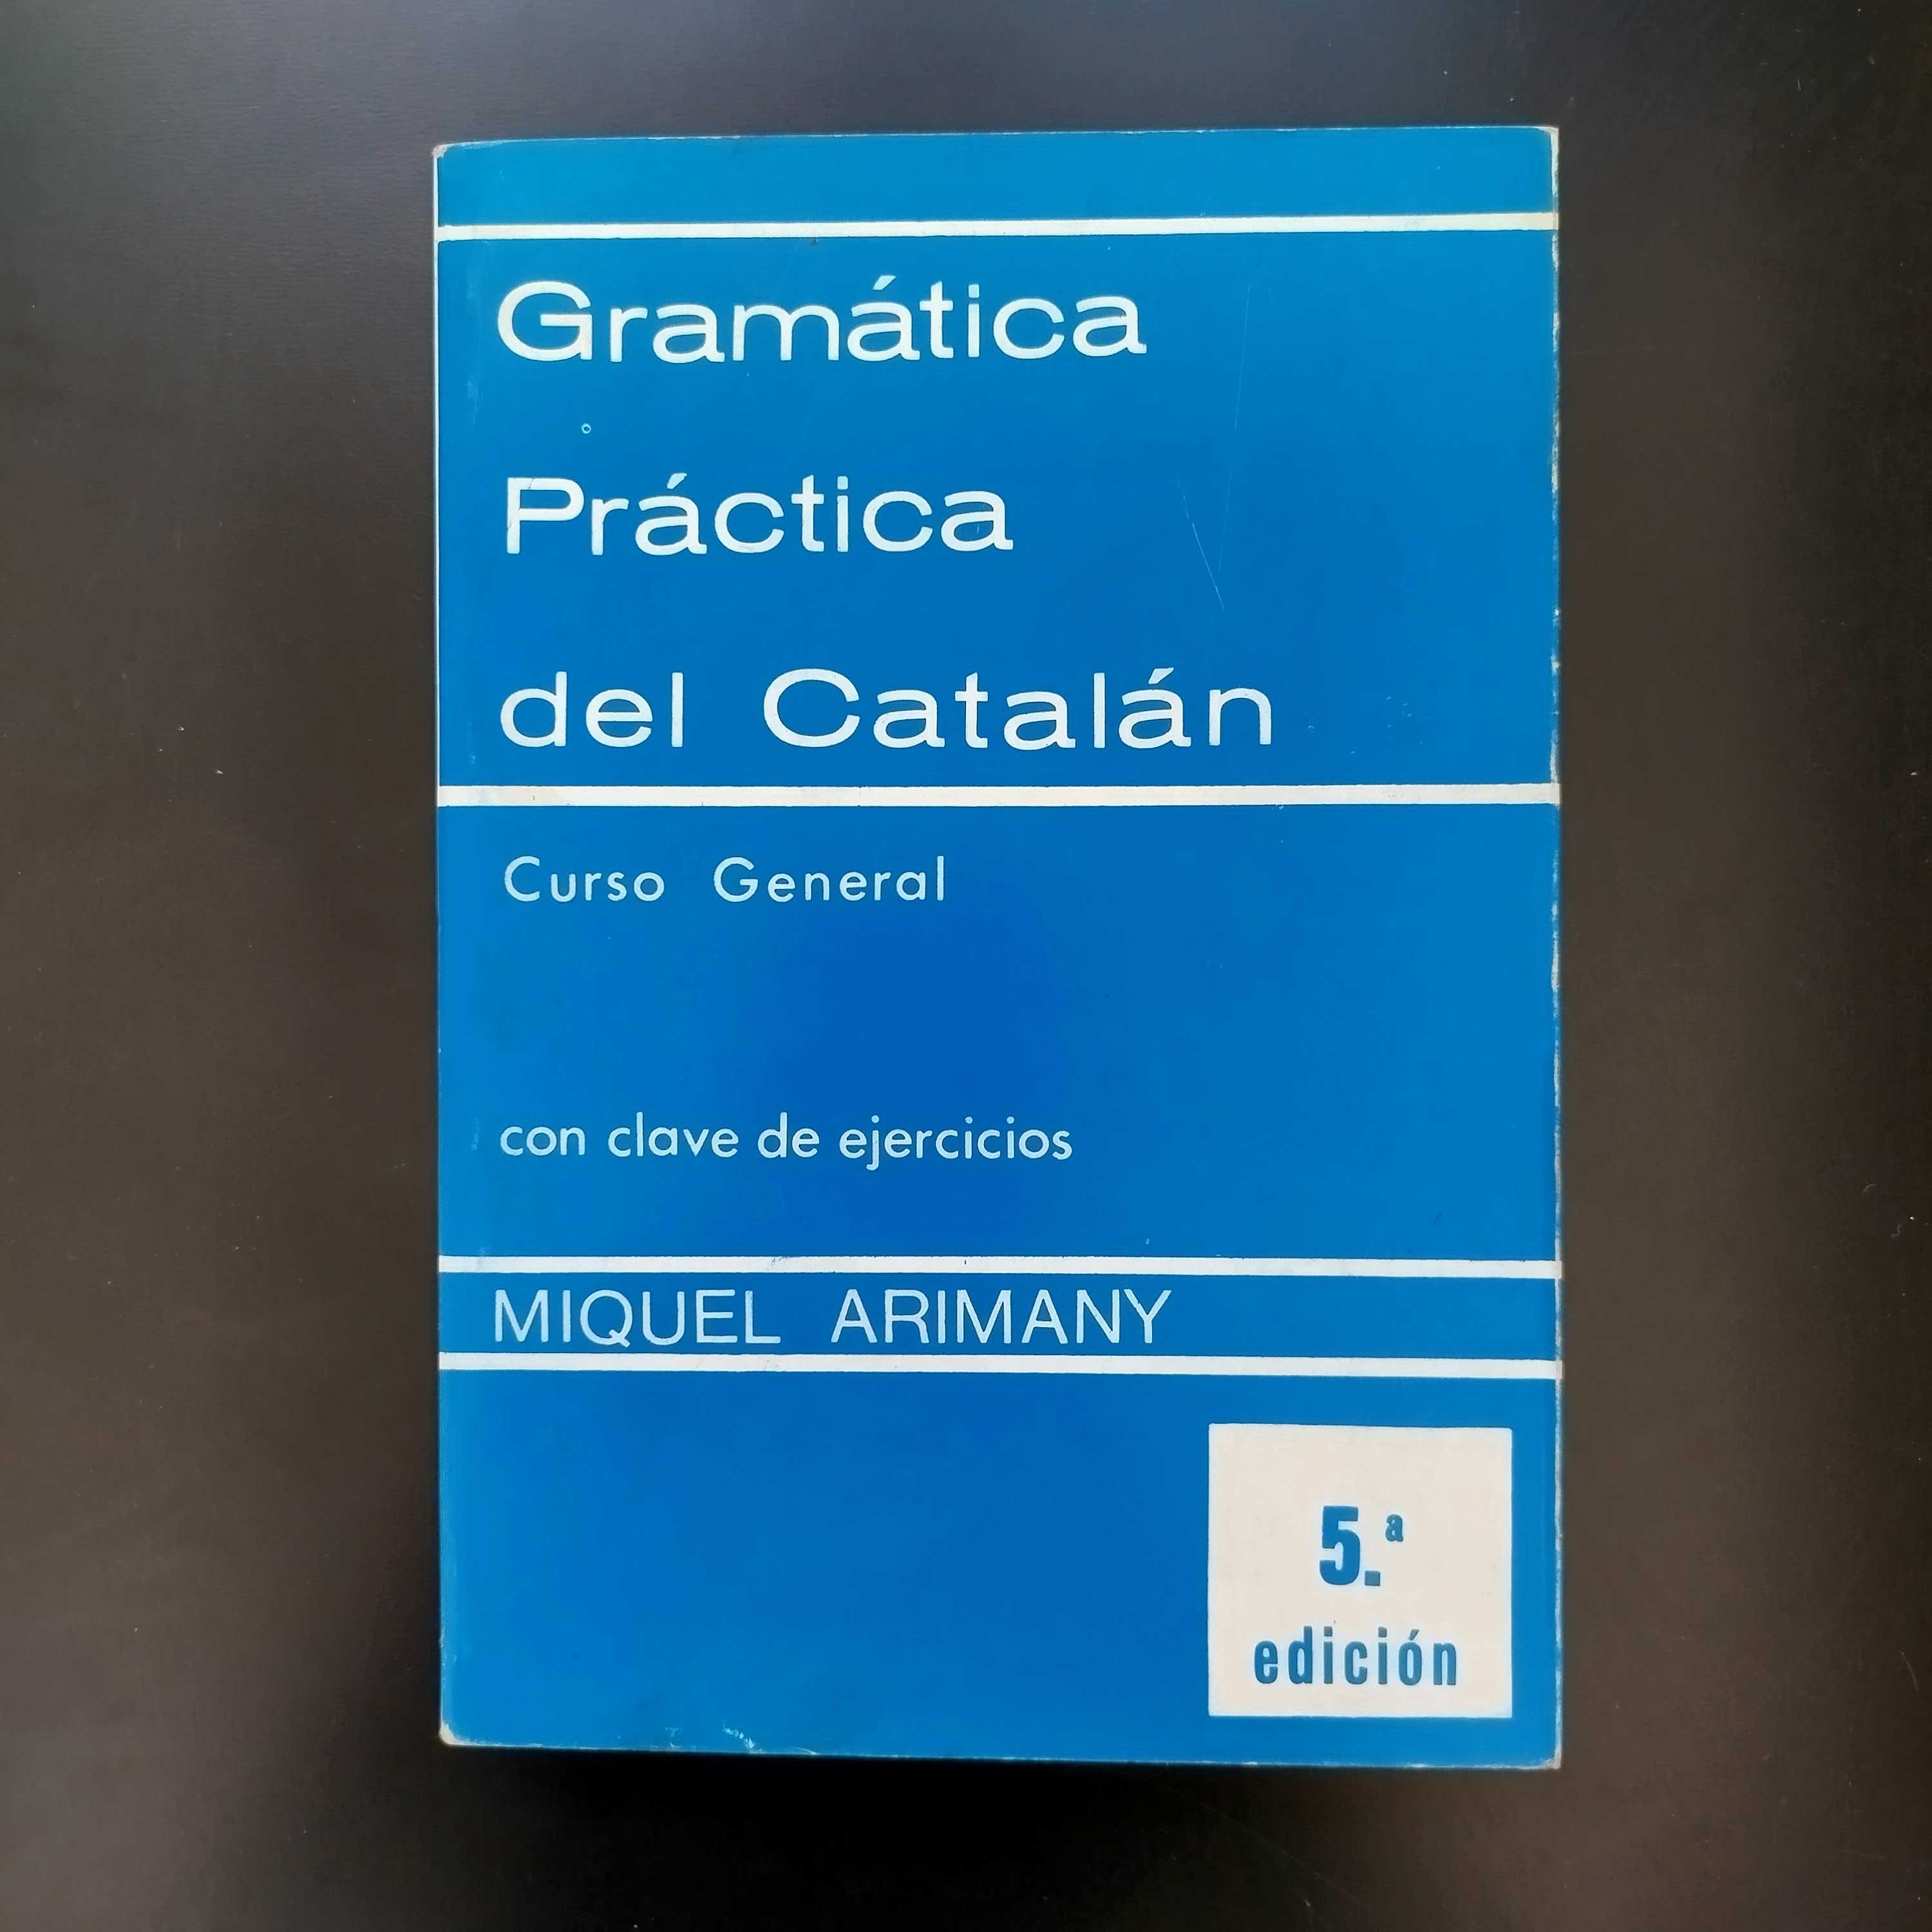 Gramática
Práctica
del Catalán
Curso General
con clave de ejercicios
MIQUEL ARIMANY
5.ª
edición